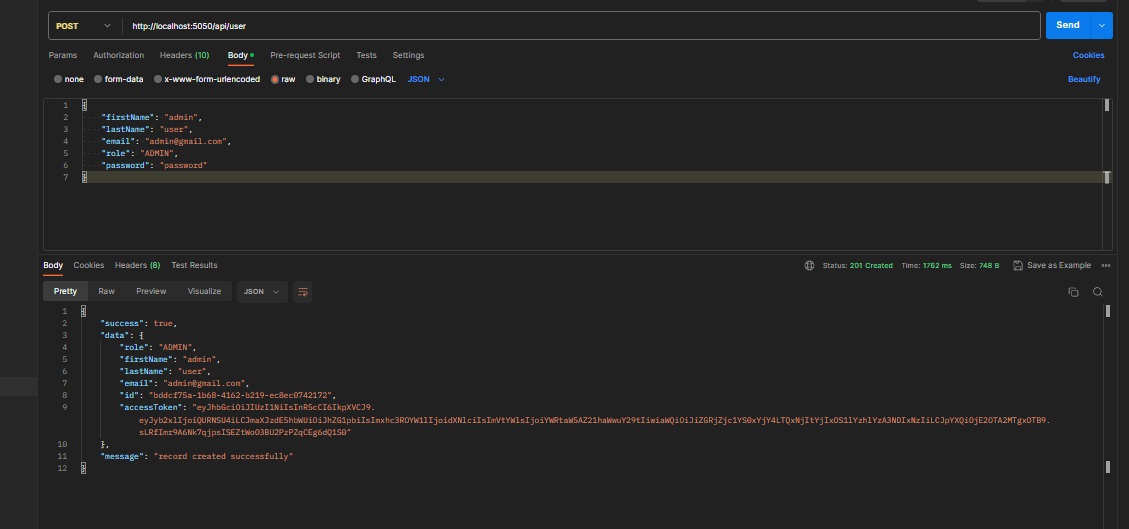 POST http://localhost:5050/api/user Send
Params Authorization Headers (10) Body Pre-request Script Tests Settings Cookies
none form-data x-www-form-urlencoded raw binary GraphQL JSON Beautify
1 {
2 "firstName": "admin",
3 "lastName": "user",
4 "email": "admin@gmail.com",
5 "role": "ADMIN",
6 "password": "password"
7 }
Body Cookies Headers (8) Test Results Status: 201 Created Time: 1762 ms Size: 748 B Save as Example
Pretty Raw Preview Visualize JSON
1 {
2 "success": true,
3 "data": {
4 "role": "ADMIN",
5 "firstName": "admin",
6 "lastName": "user",
7 "email": "admin@gmail.com",
8 "id": "bddcf75a-1b68-4162-b219-ec8ec0742172",
9 "accessToken": "eyJhbGciOiJIUzI1NiIsInR5cCI6IkpXVCJ9.
10 },
11 "message": "record created successfully"
12 }